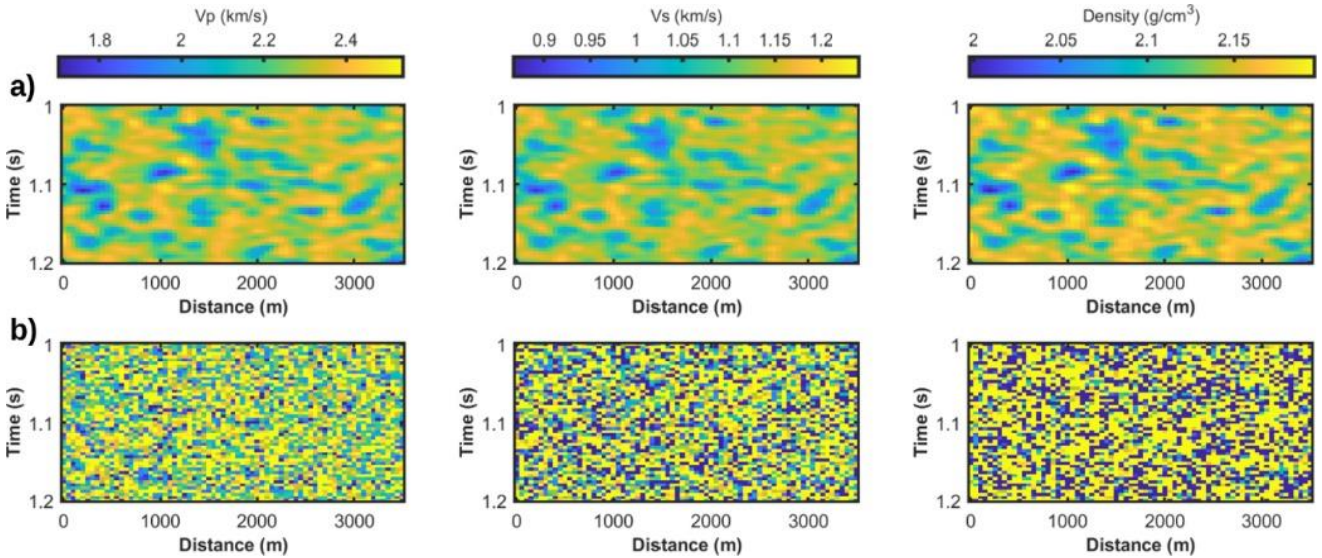 Vp (km/s) Vs (km/s) Density (g/cm³)
1.8 2 2.2 2.4 0.9 0.95 1 1.05 1.1 1.15 1.2 2 2.05 2.1 2.15
a)
1 1 1
Time (s) Time (s) Time (s)
1.1 1.1 1.1
1.2 1.2 1.2
0 1000 2000 3000 0 1000 2000 3000 0 1000 2000 3000
Distance (m) Distance (m) Distance (m)
b)
1 1 1
Time (s) Time (s) Time (s)
1.1 1.1 1.1
1.2 1.2 1.2
0 1000 2000 3000 0 1000 2000 3000 0 1000 2000 3000
Distance (m) Distance (m) Distance (m)